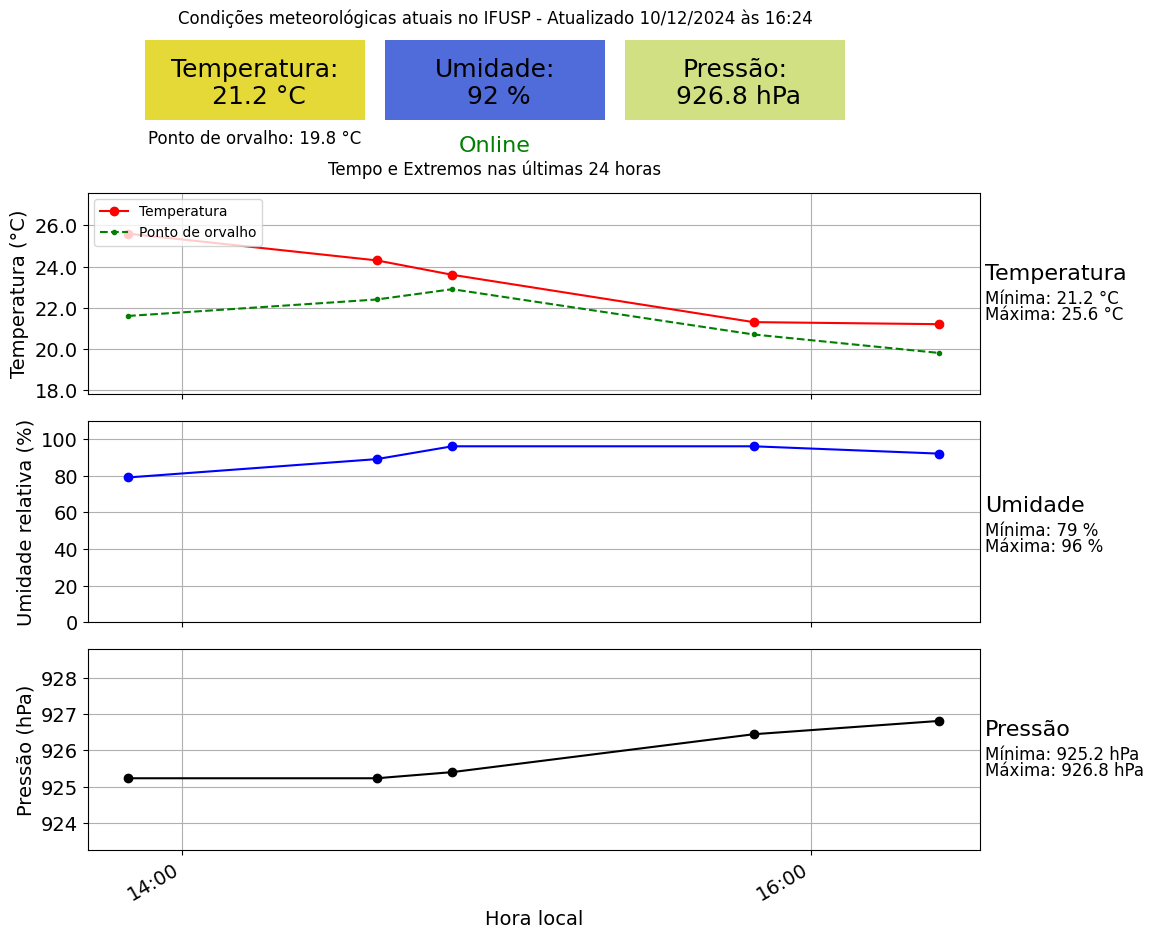 Condições meteorológicas atuais no IFUSP - Atualizado 10/12/2024 às 16:24
Temperatura:
21.2 °C
Umidade:
92 %
Pressão:
926.8 hPa
Ponto de orvalho: 19.8 °C
Online
Tempo e Extremos nas últimas 24 horas
Temperatura (°C)
26.0
24.0
22.0
20.0
18.0
Temperatura
Ponto de orvalho
Temperatura
Mínima: 21.2 °C
Máxima: 25.6 °C
Umidade relativa (%)
100
80
60
40
20
0
Umidade
Mínima: 79 %
Máxima: 96 %
Pressão (hPa)
928
927
926
925
924
Pressão
Mínima: 925.2 hPa
Máxima: 926.8 hPa
14:00
16:00
Hora local